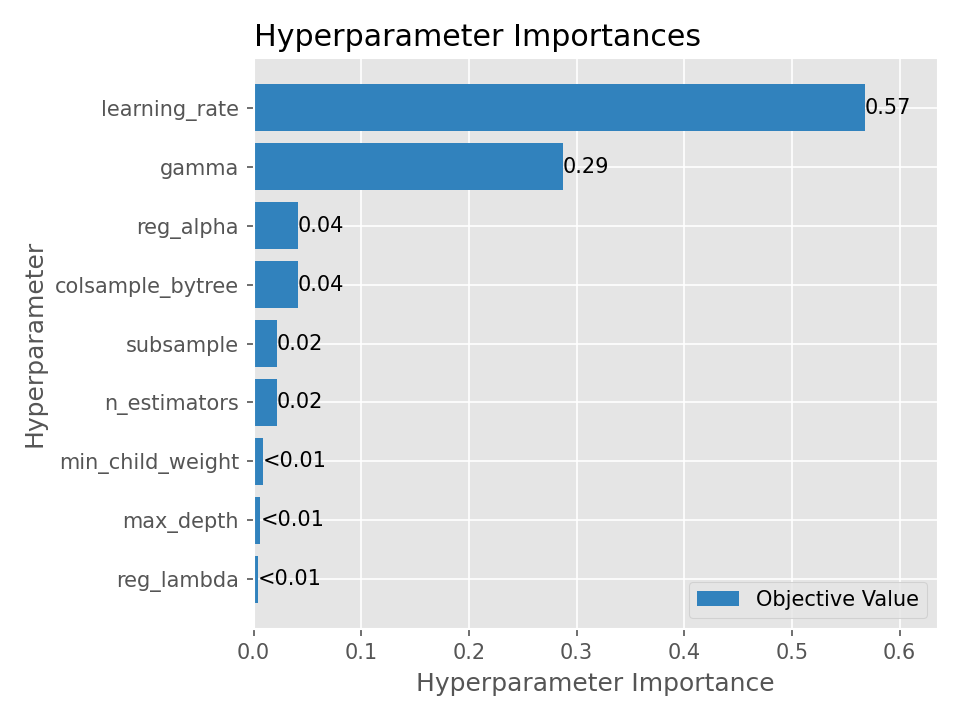 Hyperparameter Importances
learning_rate
0.57
gamma
0.29
reg_alpha
0.04
colsample_bytree
0.04
subsample
0.02
n_estimators
0.02
min_child_weight
<0.01
max_depth
<0.01
reg_lambda
<0.01
Hyperparameter
Objective Value
0.0 0.1 0.2 0.3 0.4 0.5 0.6
Hyperparameter Importance